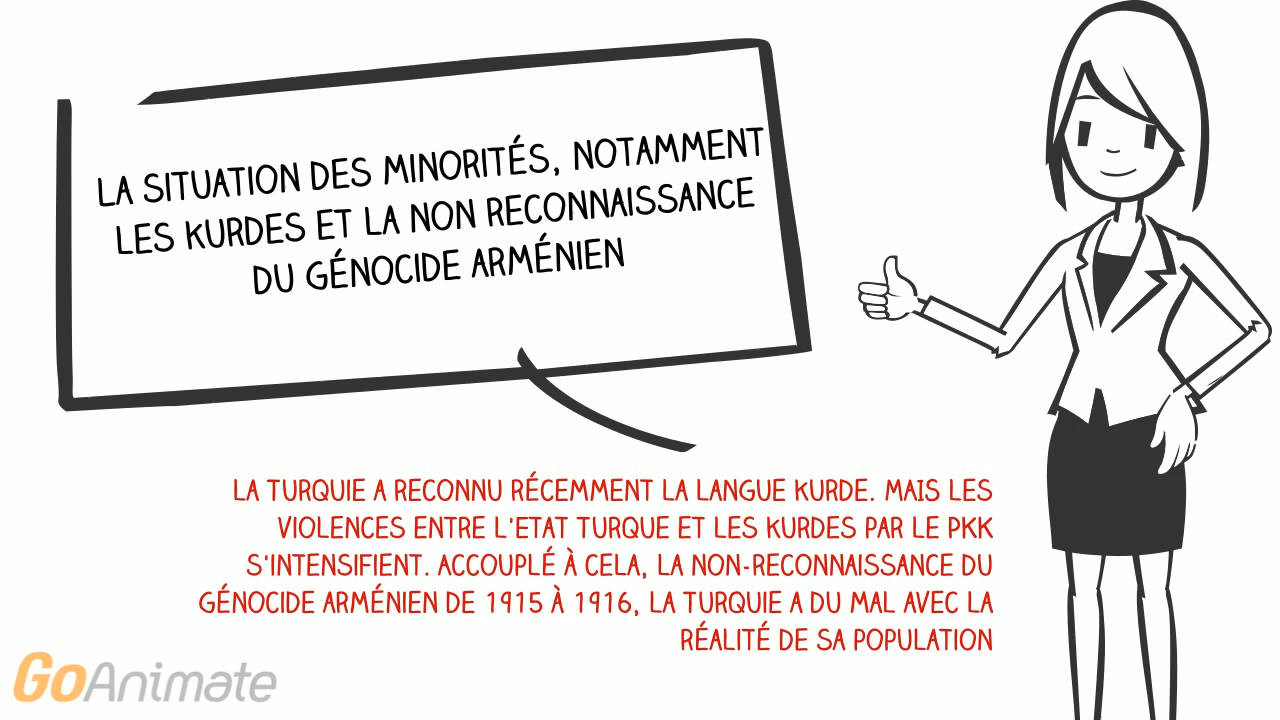 LA SITUATION DES MINORITÉS, NOTAMMENT
LES KURDES ET LA NON RECONNAISSANCE
DU GÉNOCIDE ARMÉNIEN
LA TURQUIE A RECONNU RÉCEMMENT LA LANGUE KURDE. MAIS LES
VIOLENCES ENTRE L'ETAT TURQUE ET LES KURDES PAR LE PKK
S'INTENSIFIENT. ACCOUPLÉ À CELA, LA NON-RECONNAISSANCE DU
GÉNOCIDE ARMÉNIEN DE 1915 À 1916, LA TURQUIE A DU MAL AVEC LA
RÉALITÉ DE SA POPULATION
GoAnimate